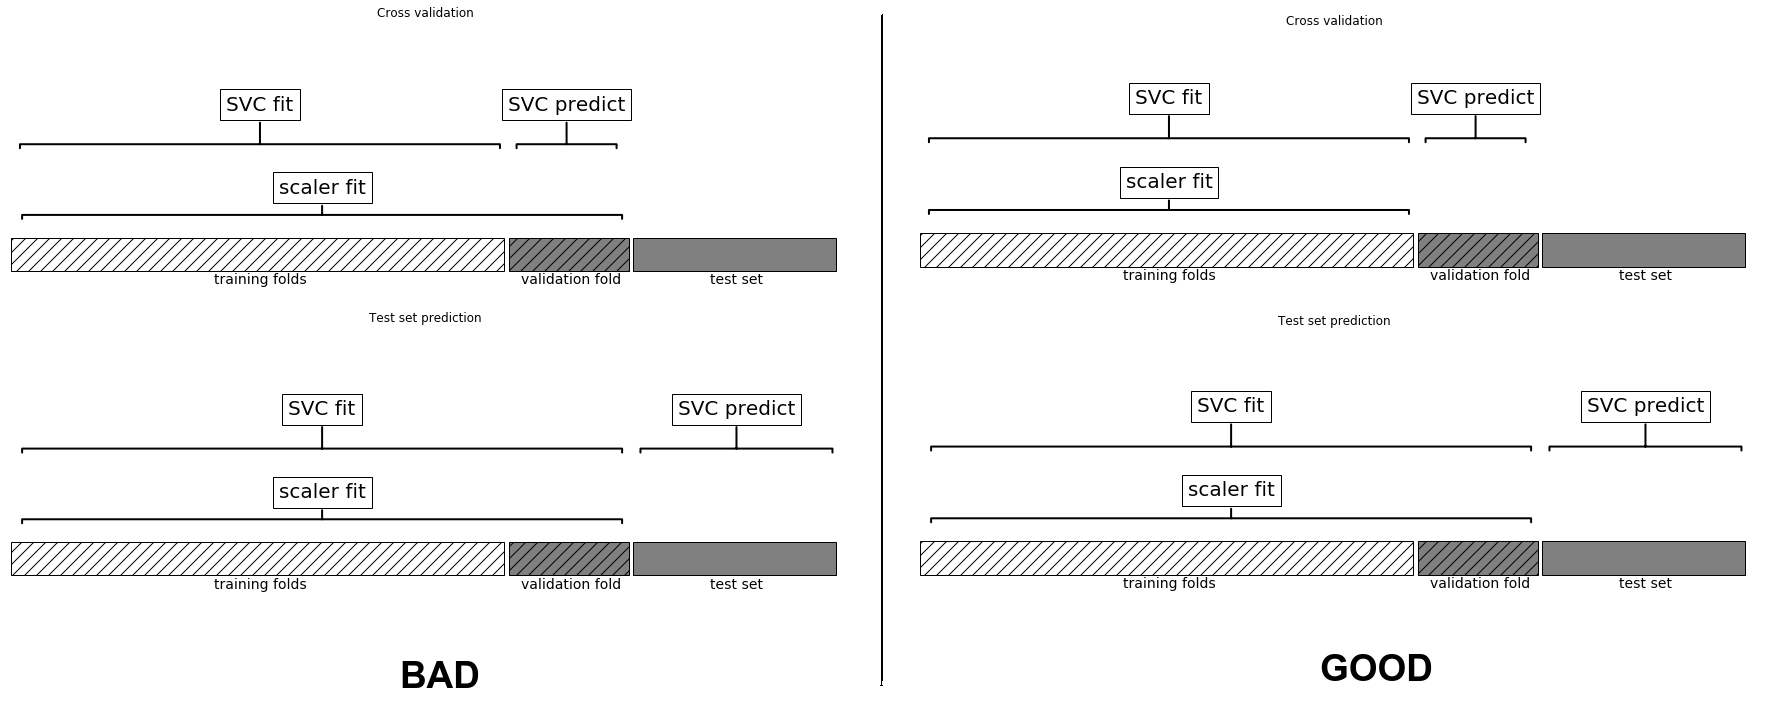 Cross validation
SVC fit
SVC predict
scaler fit
training folds
validation fold
test set
Test set prediction
SVC fit
SVC predict
scaler fit
training folds
validation fold
test set
BAD
Cross validation
SVC fit
SVC predict
scaler fit
training folds
validation fold
test set
Test set prediction
SVC fit
SVC predict
scaler fit
training folds
validation fold
test set
GOOD